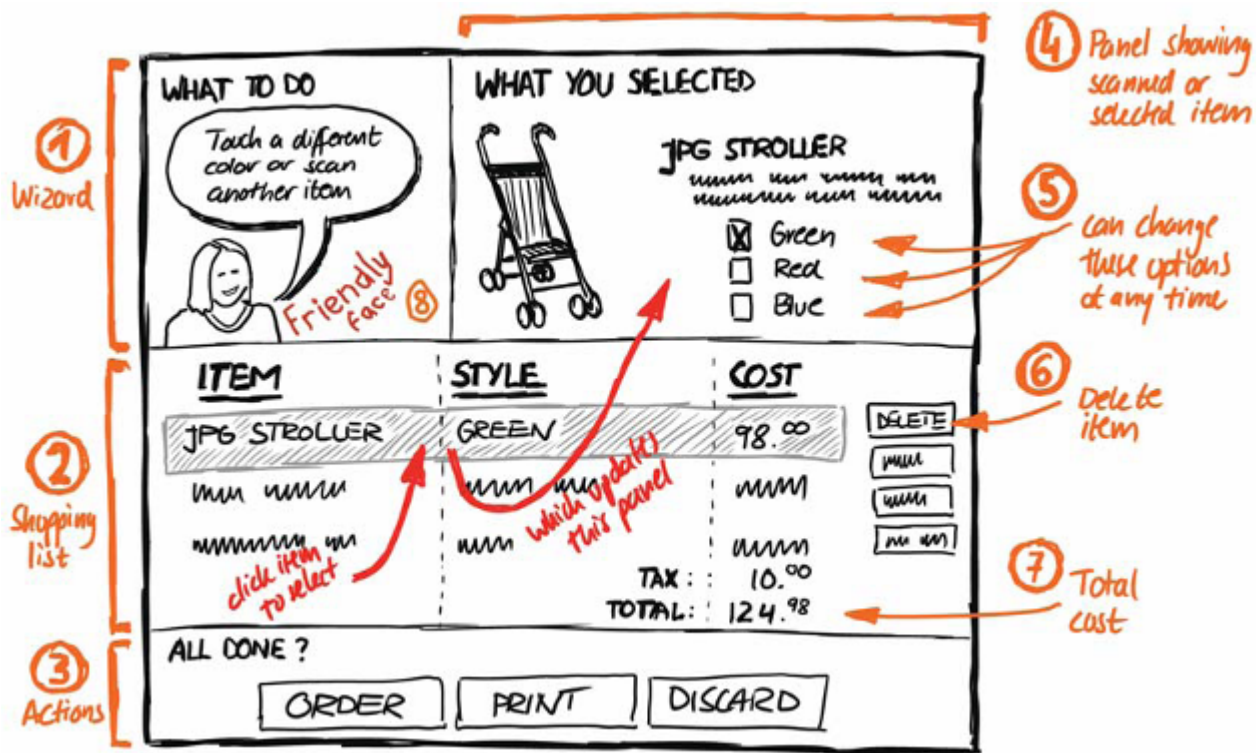 4 Panel showing
scanned or
selected item
1
Wizard
WHAT TO DO
Touch a different
color or scan
another item
Friendly
face 8
WHAT YOU SELECTED
JPG STROLLER
X Green
Red
Blue
5
can change
these options
at any time
2
Shopping
list
ITEM STYLE COST
JPG STROLLER GREEN 98.00
DELETE
6
Delete
item
click item
to select
which update(s)
this panel
TAX: 10.00
TOTAL: 124.98
7 Total
cost
3
Actions
ALL DONE?
ORDER PRINT DISCARD